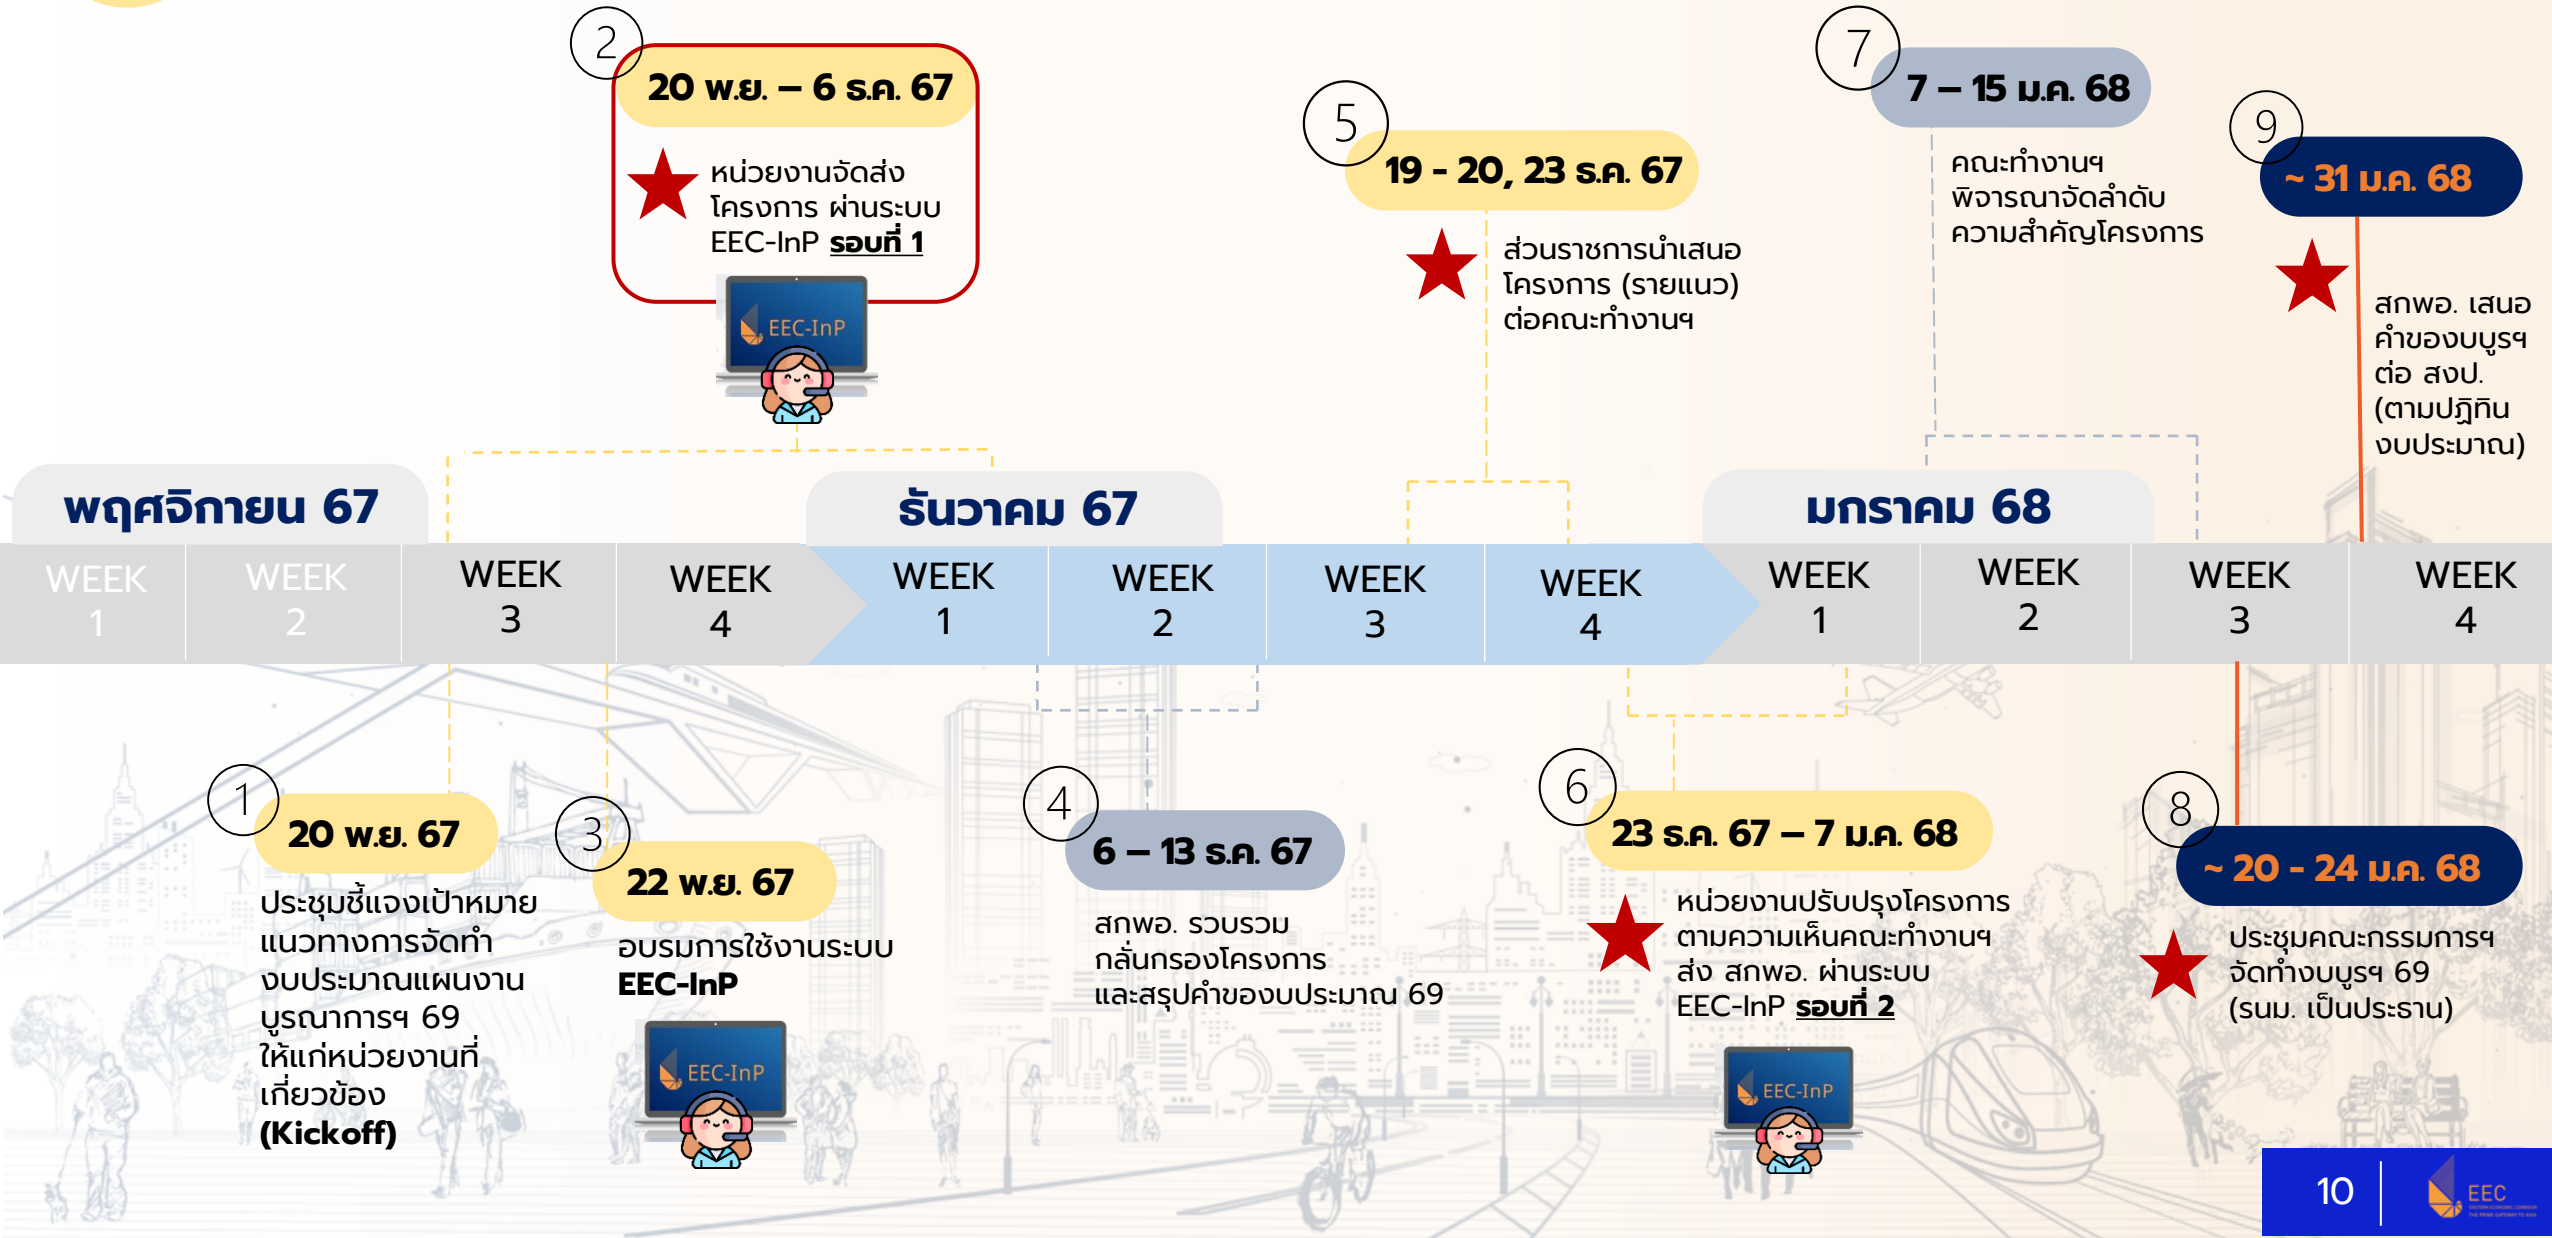 2
20 พ.ย. – 6 ธ.ค. 67
หน่วยงานจัดส่ง
โครงการ ผ่านระบบ
EEC-InP รอบที่ 1
EEC-InP
5
19 - 20, 23 ธ.ค. 67
ส่วนราชการนำเสนอ
โครงการ (รายแนว)
ต่อคณะทำงานฯ
7
7 – 15 ม.ค. 68
คณะทำงานฯ
พิจารณาจัดลำดับ
ความสำคัญโครงการ
9
~ 31 ม.ค. 68
สกพอ. เสนอ
คำของบบูรฯ
ต่อ สงป.
(ตามปฏิทิน
งบประมาณ)
พฤศจิกายน 67
ธันวาคม 67
มกราคม 68
WEEK
1
WEEK
2
WEEK
3
WEEK
4
WEEK
1
WEEK
2
WEEK
3
WEEK
4
WEEK
1
WEEK
2
WEEK
3
WEEK
4
1
20 พ.ย. 67
ประชุมชี้แจงเป้าหมาย
แนวทางการจัดทำ
งบประมาณแผนงาน
บูรณาการฯ 69
ให้แก่หน่วยงานที่
เกี่ยวข้อง
(Kickoff)
3
22 พ.ย. 67
อบรมการใช้งานระบบ
EEC-InP
EEC-InP
4
6 – 13 ธ.ค. 67
สกพอ. รวบรวม
กลั่นกรองโครงการ
และสรุปคำของบประมาณ 69
6
23 ธ.ค. 67 – 7 ม.ค. 68
หน่วยงานปรับปรุงโครงการ
ตามความเห็นคณะทำงานฯ
ส่ง สกพอ. ผ่านระบบ
EEC-InP รอบที่ 2
EEC-InP
8
~ 20 - 24 ม.ค. 68
ประชุมคณะกรรมการฯ
จัดทำงบบูรฯ 69
(รนม. เป็นประธาน)
10
EEC
EASTERN ECONOMIC CORRIDOR
THE PRIME GATEWAY TO ASIA